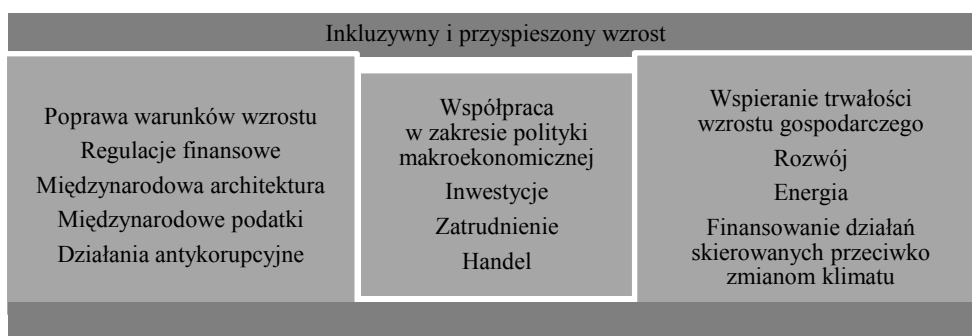 Inkluzywny i przyspieszony wzrost
Poprawa warunków wzrostu
Regulacje finansowe
Międzynarodowa architektura
Międzynarodowe podatki
Działania antykorupcyjne
Współpraca
w zakresie polityki
makroekonomicznej
Inwestycje
Zatrudnienie
Handel
Wspieranie trwałości
wzrostu gospodarczego
Rozwój
Energia
Finansowanie działań
skierowanych przeciwko
zmianom klimatu